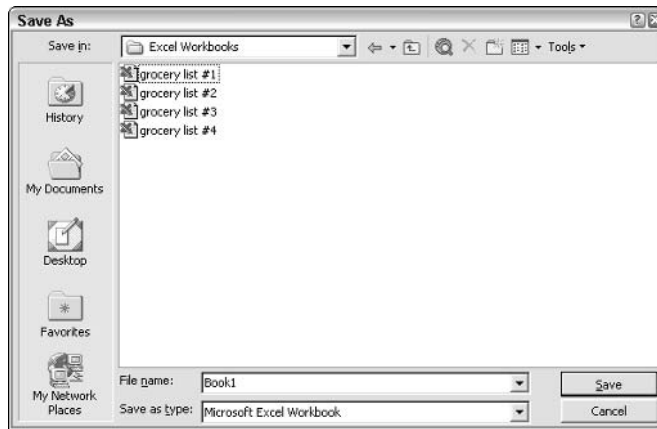 Save As
Save in:
Excel Workbooks
Tools
History
My Documents
Desktop
Favorites
My Network
Places
grocery list #1
grocery list #2
grocery list #3
grocery list #4
File name:
Book1
Save
Save as type:
Microsoft Excel Workbook
Cancel